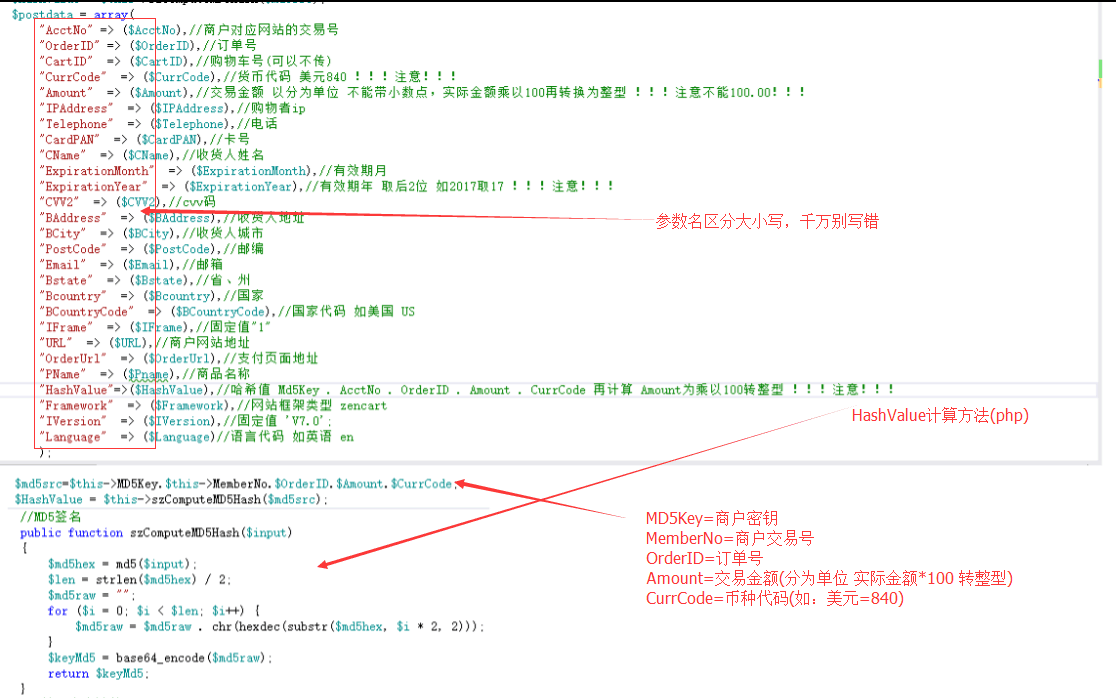 $postdata = array(
"AcctNo" => ($AcctNo),//商户对应网站的交易号
"OrderID" => ($OrderID),//订单号
"CartID" => ($CartID),//购物车号(可以不传)
"CurrCode" => ($CurrCode),//货币代码 美元840 ！！！注意！！！
"Amount" => ($Amount),//交易金额 以分为单位 不能带小数点，实际金额乘以100再转换为整型 ！！！注意不能100.00！！！
"IPAddress" => ($IPAddress),//购物者ip
"Telephone" => ($Telephone),//电话
"CardPAN" => ($CardPAN),//卡号
"CName" => ($CName),//收货人姓名
"ExpirationMonth" => ($ExpirationMonth),//有效期月
"ExpirationYear" => ($ExpirationYear),//有效期年 取后2位 如2017取17 ！！！注意！！！
"CVV2" => ($CVV2),//cvv码
"BAddress" => ($BAddress),//收货人地址
参数名区分大小写，千万别写错
"BCity" => ($BCity),//收货人城市
"PostCode" => ($PostCode),//邮编
"Email" => ($Email),//邮箱
"Bstate" => ($Bstate),//省、州
"Bcountry" => ($Bcountry),//国家
"BCountryCode" => ($BCountryCode),//国家代码 如美国 US
"IFrame" => ($IFrame),//固定值"1"
"URL" => ($URL),//商户网站地址
"OrderUrl" => ($OrderUrl),//支付页面地址
"PName" => ($Pname),//商品名称
"HashValue"=>($HashValue),//哈希值 Md5Key . AcctNo . OrderID . Amount . CurrCode 再计算 Amount为乘以100转整型 ！！！注意！！！
"Framework" => ($Framework),//网站框架类型 zencart
"IVersion" => ($IVersion),//固定值 'V7.0';
"Language" => ($Language)//语言代码 如英语 en
);
HashValue计算方法(php)
$md5src=$this->MD5Key.$this->MemberNo.$OrderID.$Amount.$CurrCode;
$HashValue = $this->szComputeMD5Hash($md5src);
//MD5签名
public function szComputeMD5Hash($input)
{
$md5hex = md5($input);
$len = strlen($md5hex) / 2;
$md5raw = "";
for ($i = 0; $i < $len; $i++) {
$md5raw = $md5raw . chr(hexdec(substr($md5hex, $i * 2, 2)));
}
$keyMd5 = base64_encode($md5raw);
return $keyMd5;
}
MD5Key=商户密钥
MemberNo=商户交易号
OrderID=订单号
Amount=交易金额(分为单位 实际金额*100 转整型)
CurrCode=币种代码(如：美元=840)